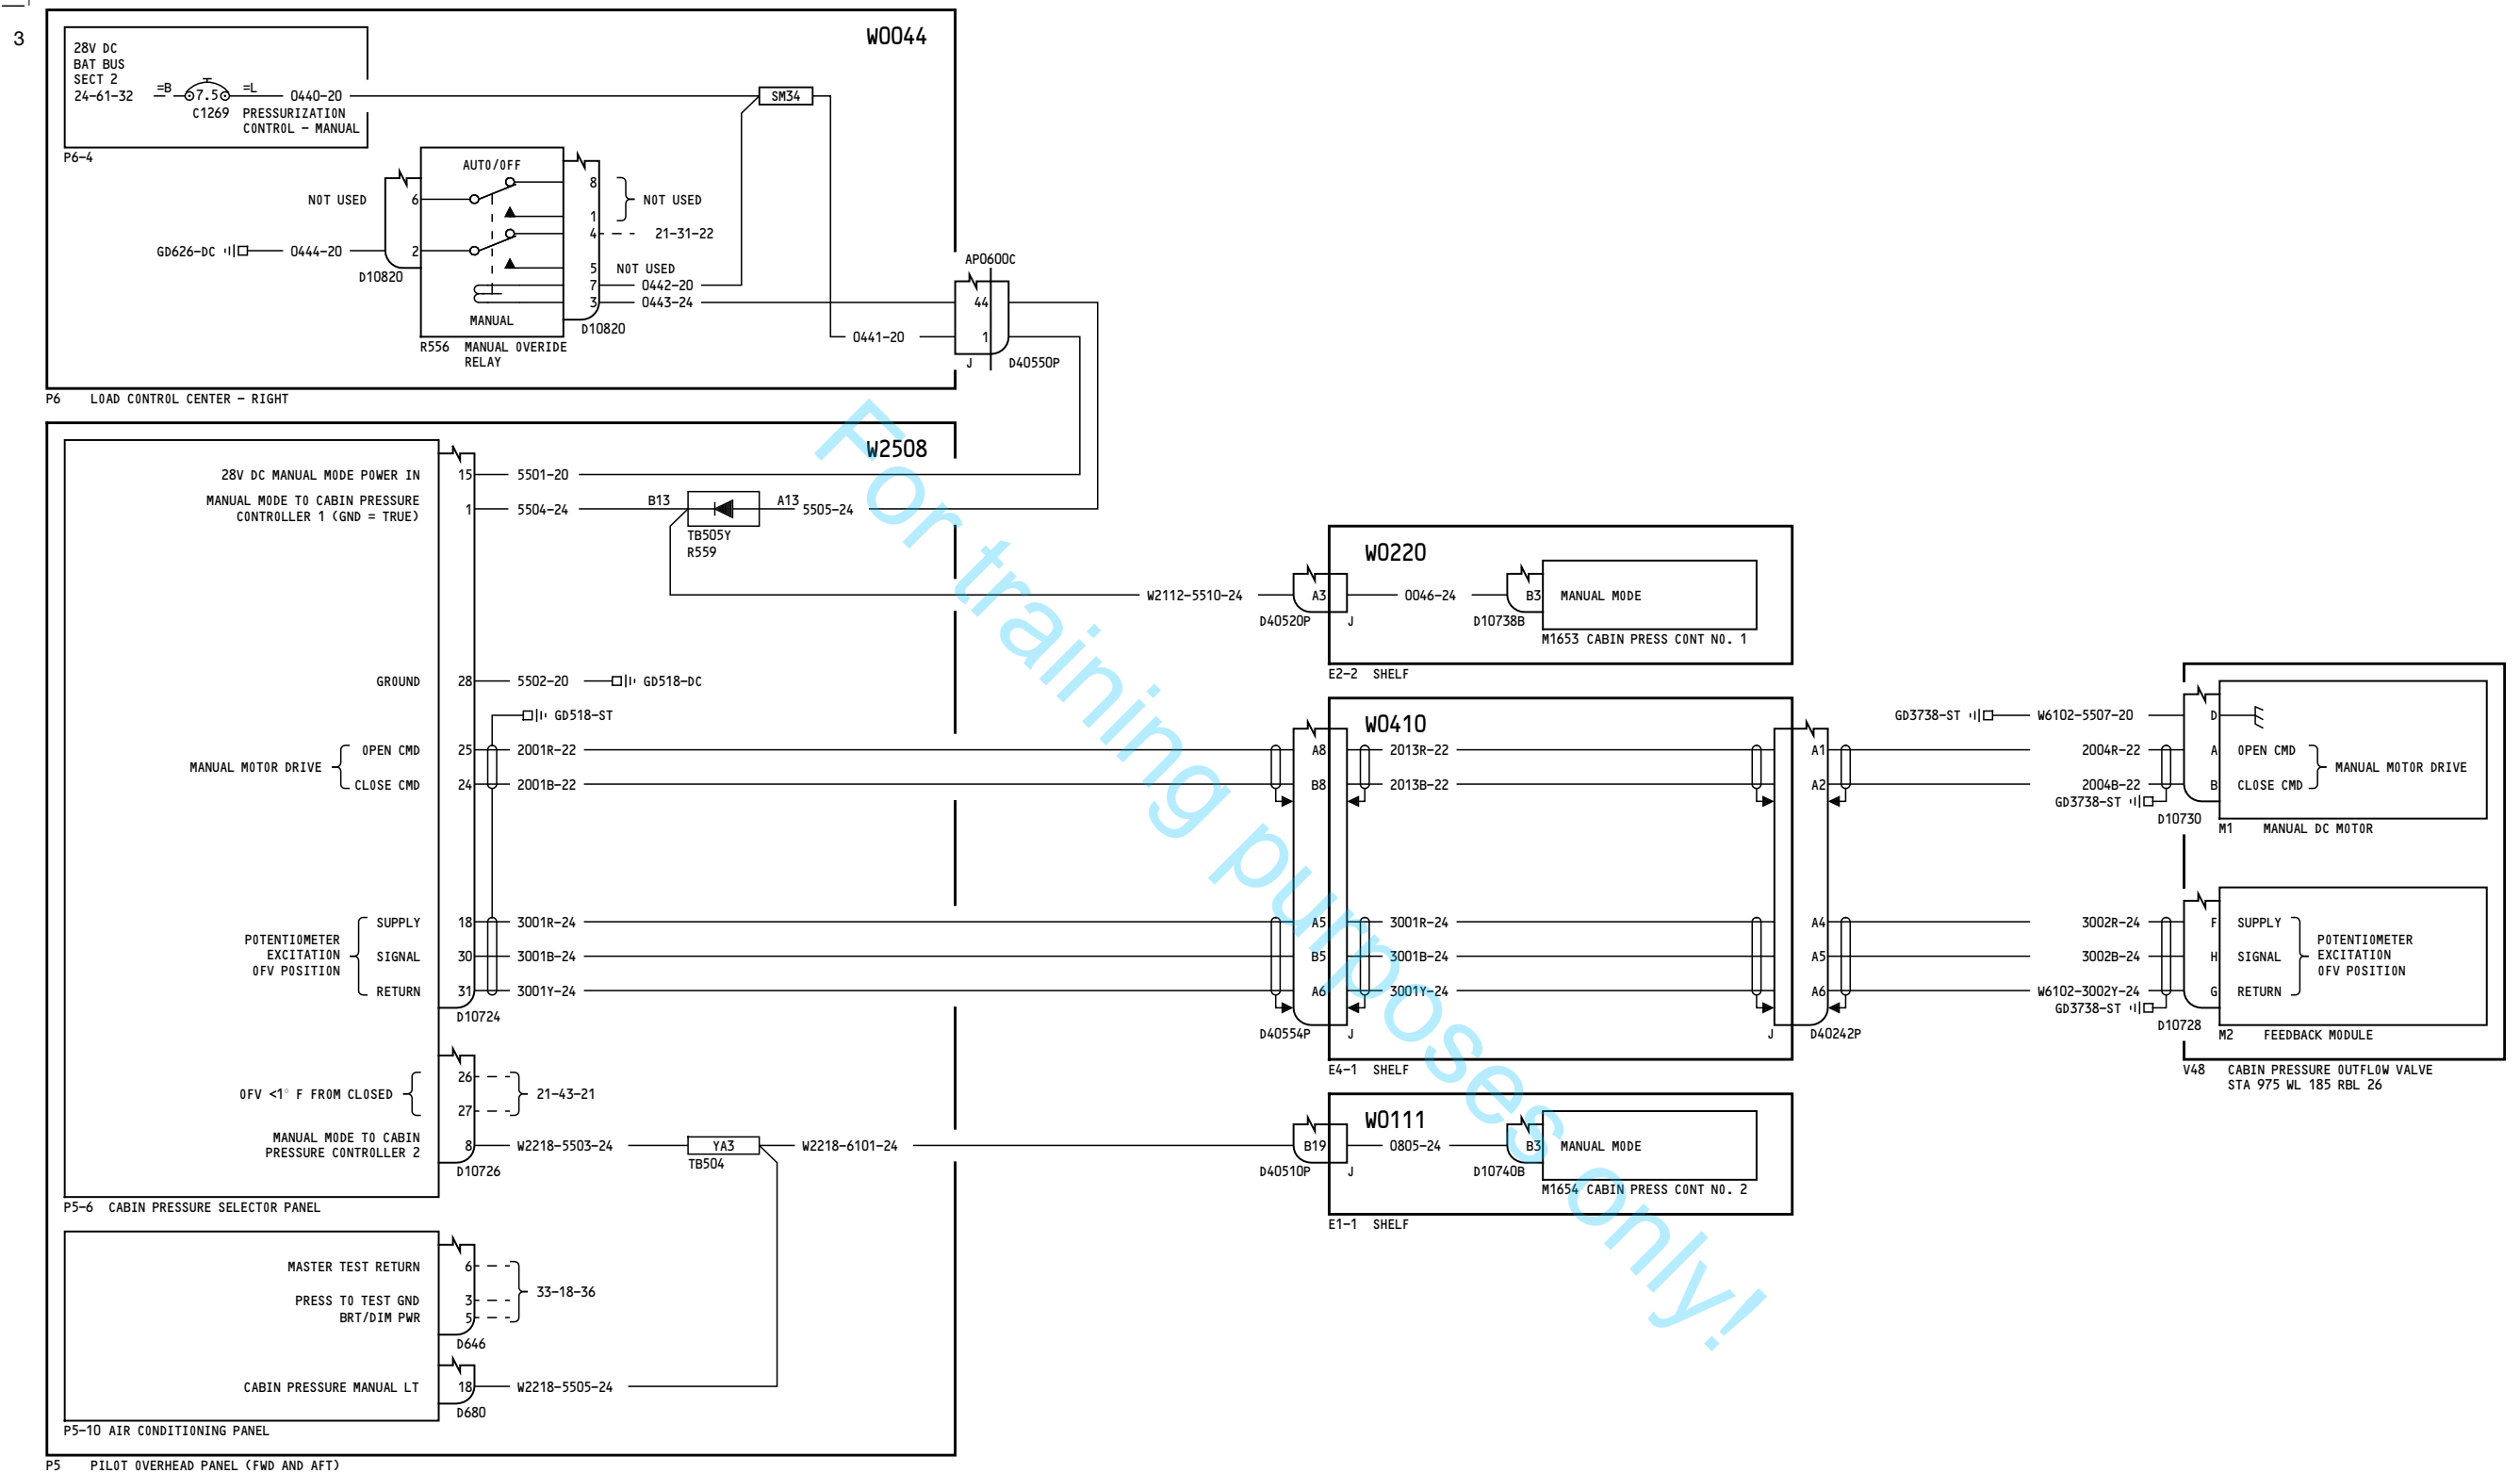 3
W0044
28V DC
BAT BUS
SECT 2
24-61-32
=B
7.5
=L
0440-20
C1269 PRESSURIZATION
CONTROL - MANUAL
P6-4
SM34
AUTO/OFF
NOT USED
6
8
1
NOT USED
4
21-31-22
GD626-DC
0444-20
2
D10820
5
NOT USED
7
0442-20
3
0443-24
MANUAL
D10820
R556 MANUAL OVERIDE
RELAY
0441-20
AP0600C
44
1
J
D40550P
P6 LOAD CONTROL CENTER - RIGHT
W2508
28V DC MANUAL MODE POWER IN
15
5501-20
MANUAL MODE TO CABIN PRESSURE
CONTROLLER 1 (GND = TRUE)
1
5504-24
B13
A13
5505-24
TB505Y
R559
W2112-5510-24
A3
D40520P
J
W0220
0046-24
B3
D10738B
MANUAL MODE
M1653 CABIN PRESS CONT NO. 1
E2-2 SHELF
GROUND
28
5502-20
GD518-DC
GD518-ST
MANUAL MOTOR DRIVE
OPEN CMD
25
2001R-22
CLOSE CMD
24
2001B-22
W0410
A8
2013R-22
A1
B8
2013B-22
A2
GD3738-ST
W6102-5507-20
D
2004R-22
A
OPEN CMD
2004B-22
B
CLOSE CMD
MANUAL MOTOR DRIVE
GD3738-ST
D10730
M1 MANUAL DC MOTOR
POTENTIOMETER
EXCITATION
OFV POSITION
SUPPLY
18
3001R-24
SIGNAL
30
3001B-24
RETURN
31
3001Y-24
D10724
A5
3001R-24
A4
B5
3001B-24
A5
A6
3001Y-24
A6
D40554P
J
J
D40242P
E4-1 SHELF
3002R-24
F
SUPPLY
3002B-24
H
SIGNAL
W6102-3002Y-24
G
RETURN
POTENTIOMETER
EXCITATION
OFV POSITION
GD3738-ST
D10728
M2 FEEDBACK MODULE
V48 CABIN PRESSURE OUTFLOW VALVE
STA 975 WL 185 RBL 26
OFV <1° F FROM CLOSED
26
27
21-43-21
MANUAL MODE TO CABIN
PRESSURE CONTROLLER 2
8
W2218-5503-24
D10726
YA3
TB504
W2218-6101-24
W0111
B19
0805-24
B3
MANUAL MODE
D40510P
J
D10740B
M1654 CABIN PRESS CONT NO. 2
E1-1 SHELF
P5-6 CABIN PRESSURE SELECTOR PANEL
MASTER TEST RETURN
6
PRESS TO TEST GND
3
BRT/DIM PWR
5
33-18-36
D646
CABIN PRESSURE MANUAL LT
18
W2218-5505-24
D680
P5-10 AIR CONDITIONING PANEL
P5 PILOT OVERHEAD PANEL (FWD AND AFT)
For training purposes only!